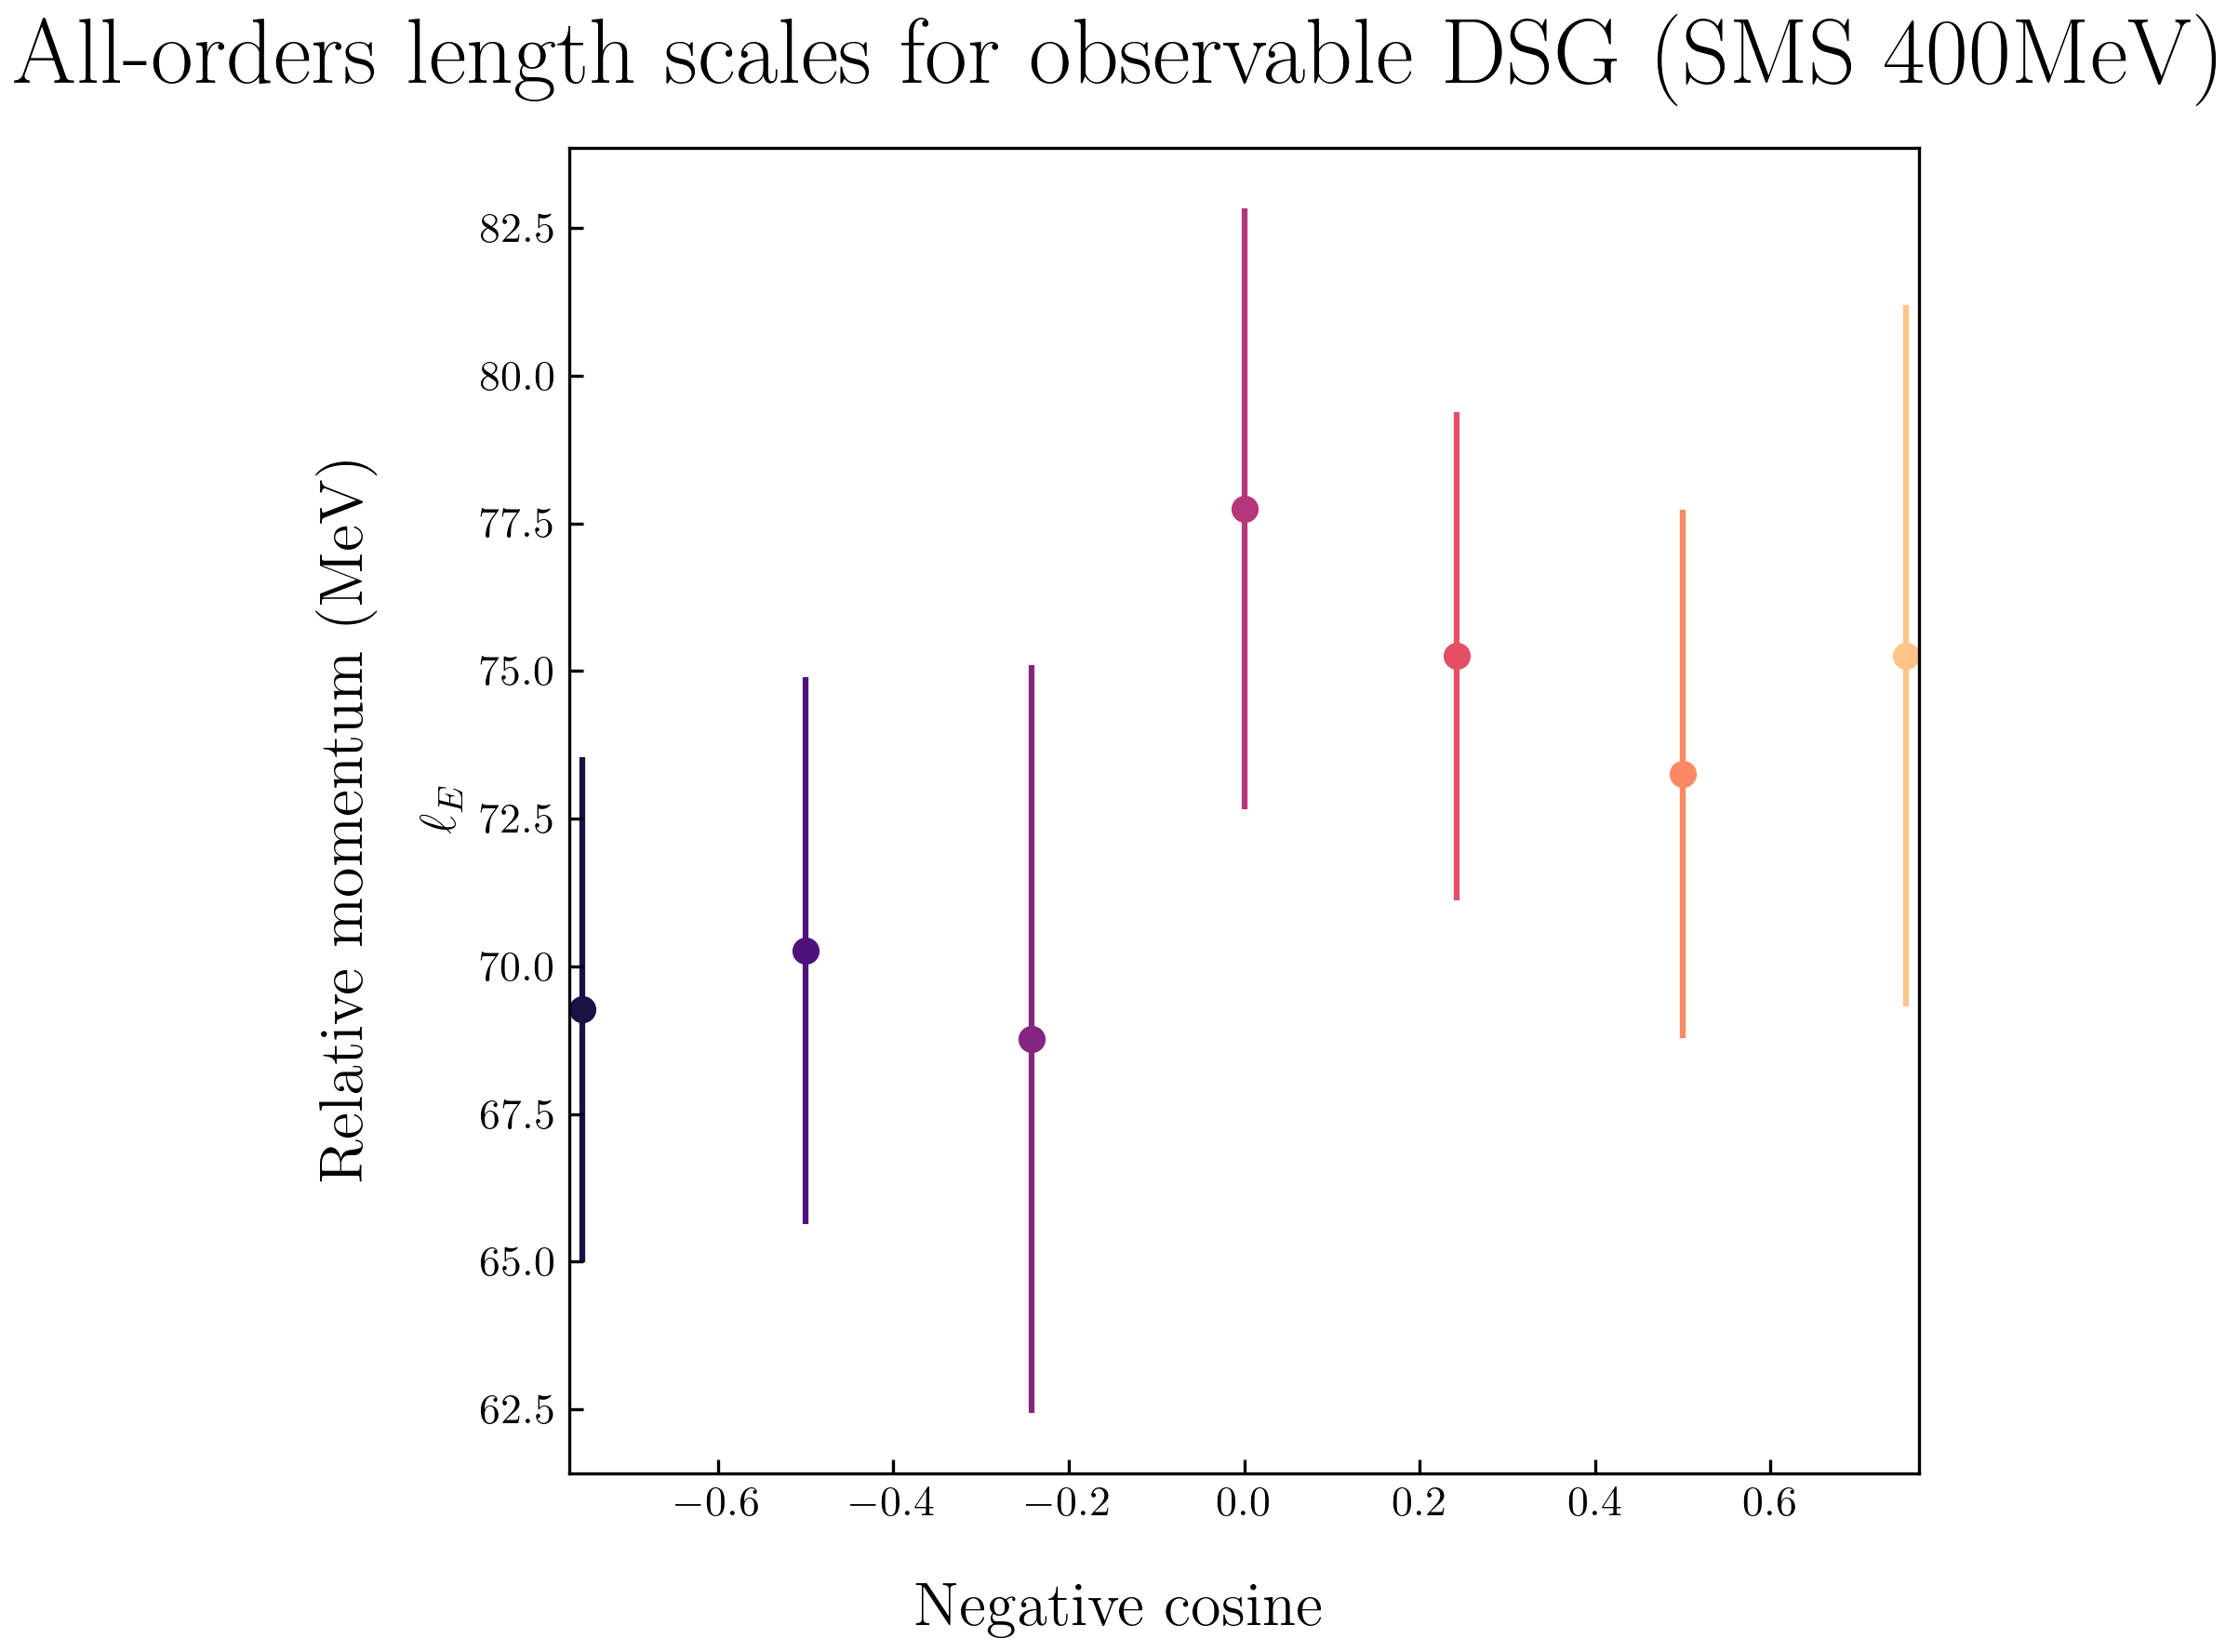 All-orders length scales for observable DSG (SMS 400MeV)
Relative momentum (MeV)
ℓ_E
82.5
80.0
77.5
75.0
72.5
70.0
67.5
65.0
62.5
−0.6 −0.4 −0.2 0.0 0.2 0.4 0.6
Negative cosine